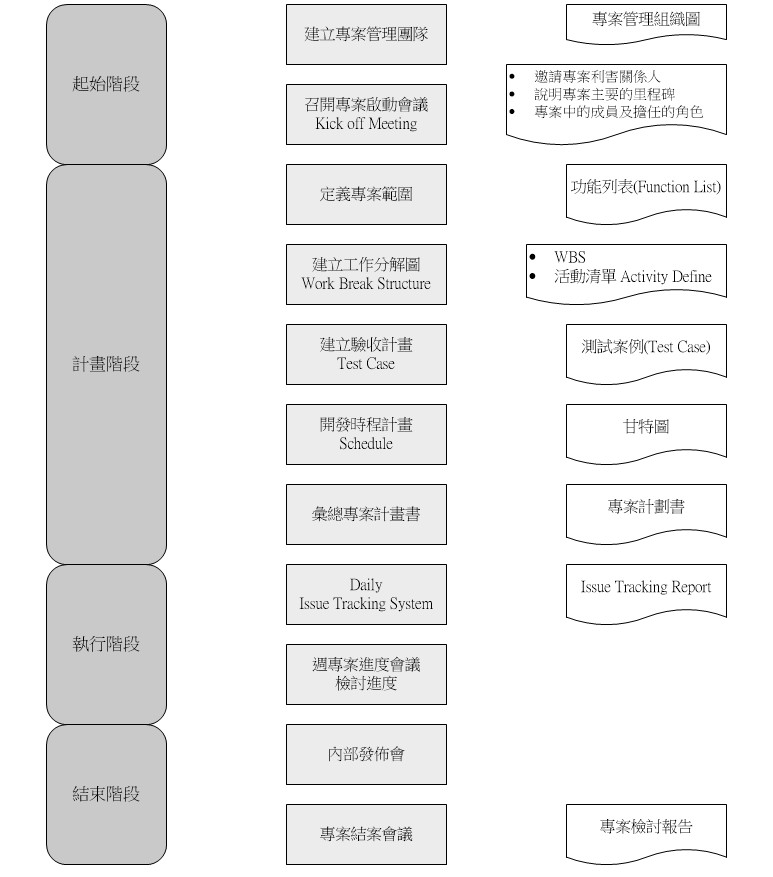 起始階段
建立專案管理團隊
專案管理組織圖
召開專案啟動會議
Kick off Meeting
• 邀請專案利害關係人
• 說明專案主要的里程碑
• 專案中的成員及擔任的角色
計畫階段
定義專案範圍
功能列表(Function List)
建立工作分解圖
Work Break Structure
• WBS
• 活動清單 Activity Define
建立驗收計畫
Test Case
測試案例(Test Case)
開發時程計畫
Schedule
甘特圖
彙總專案計畫書
專案計劃書
執行階段
Daily
Issue Tracking System
Issue Tracking Report
週專案進度會議
檢討進度
結束階段
內部發佈會
專案結案會議
專案檢討報告